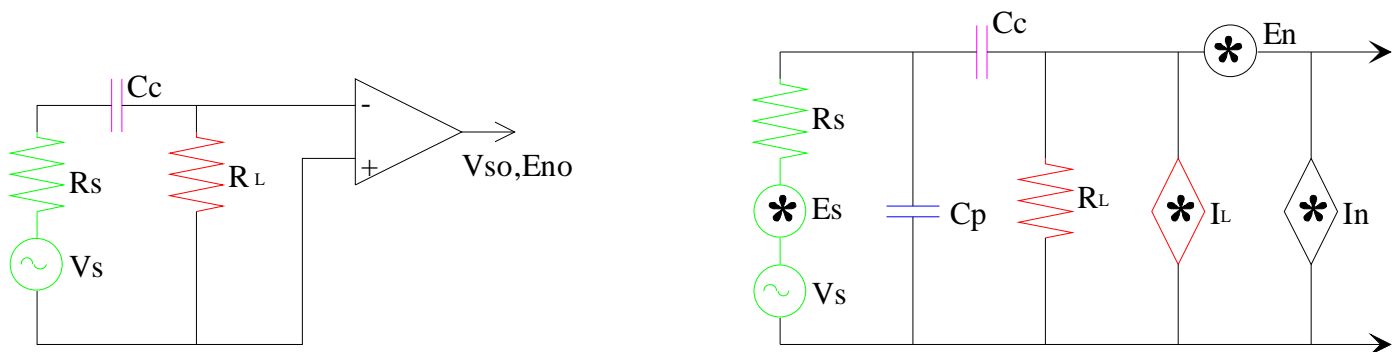 Cc
Rs
RL
-
+
Vso,Eno
Vs
Cc
En
Rs
Es
Cp
RL
IL
In
Vs